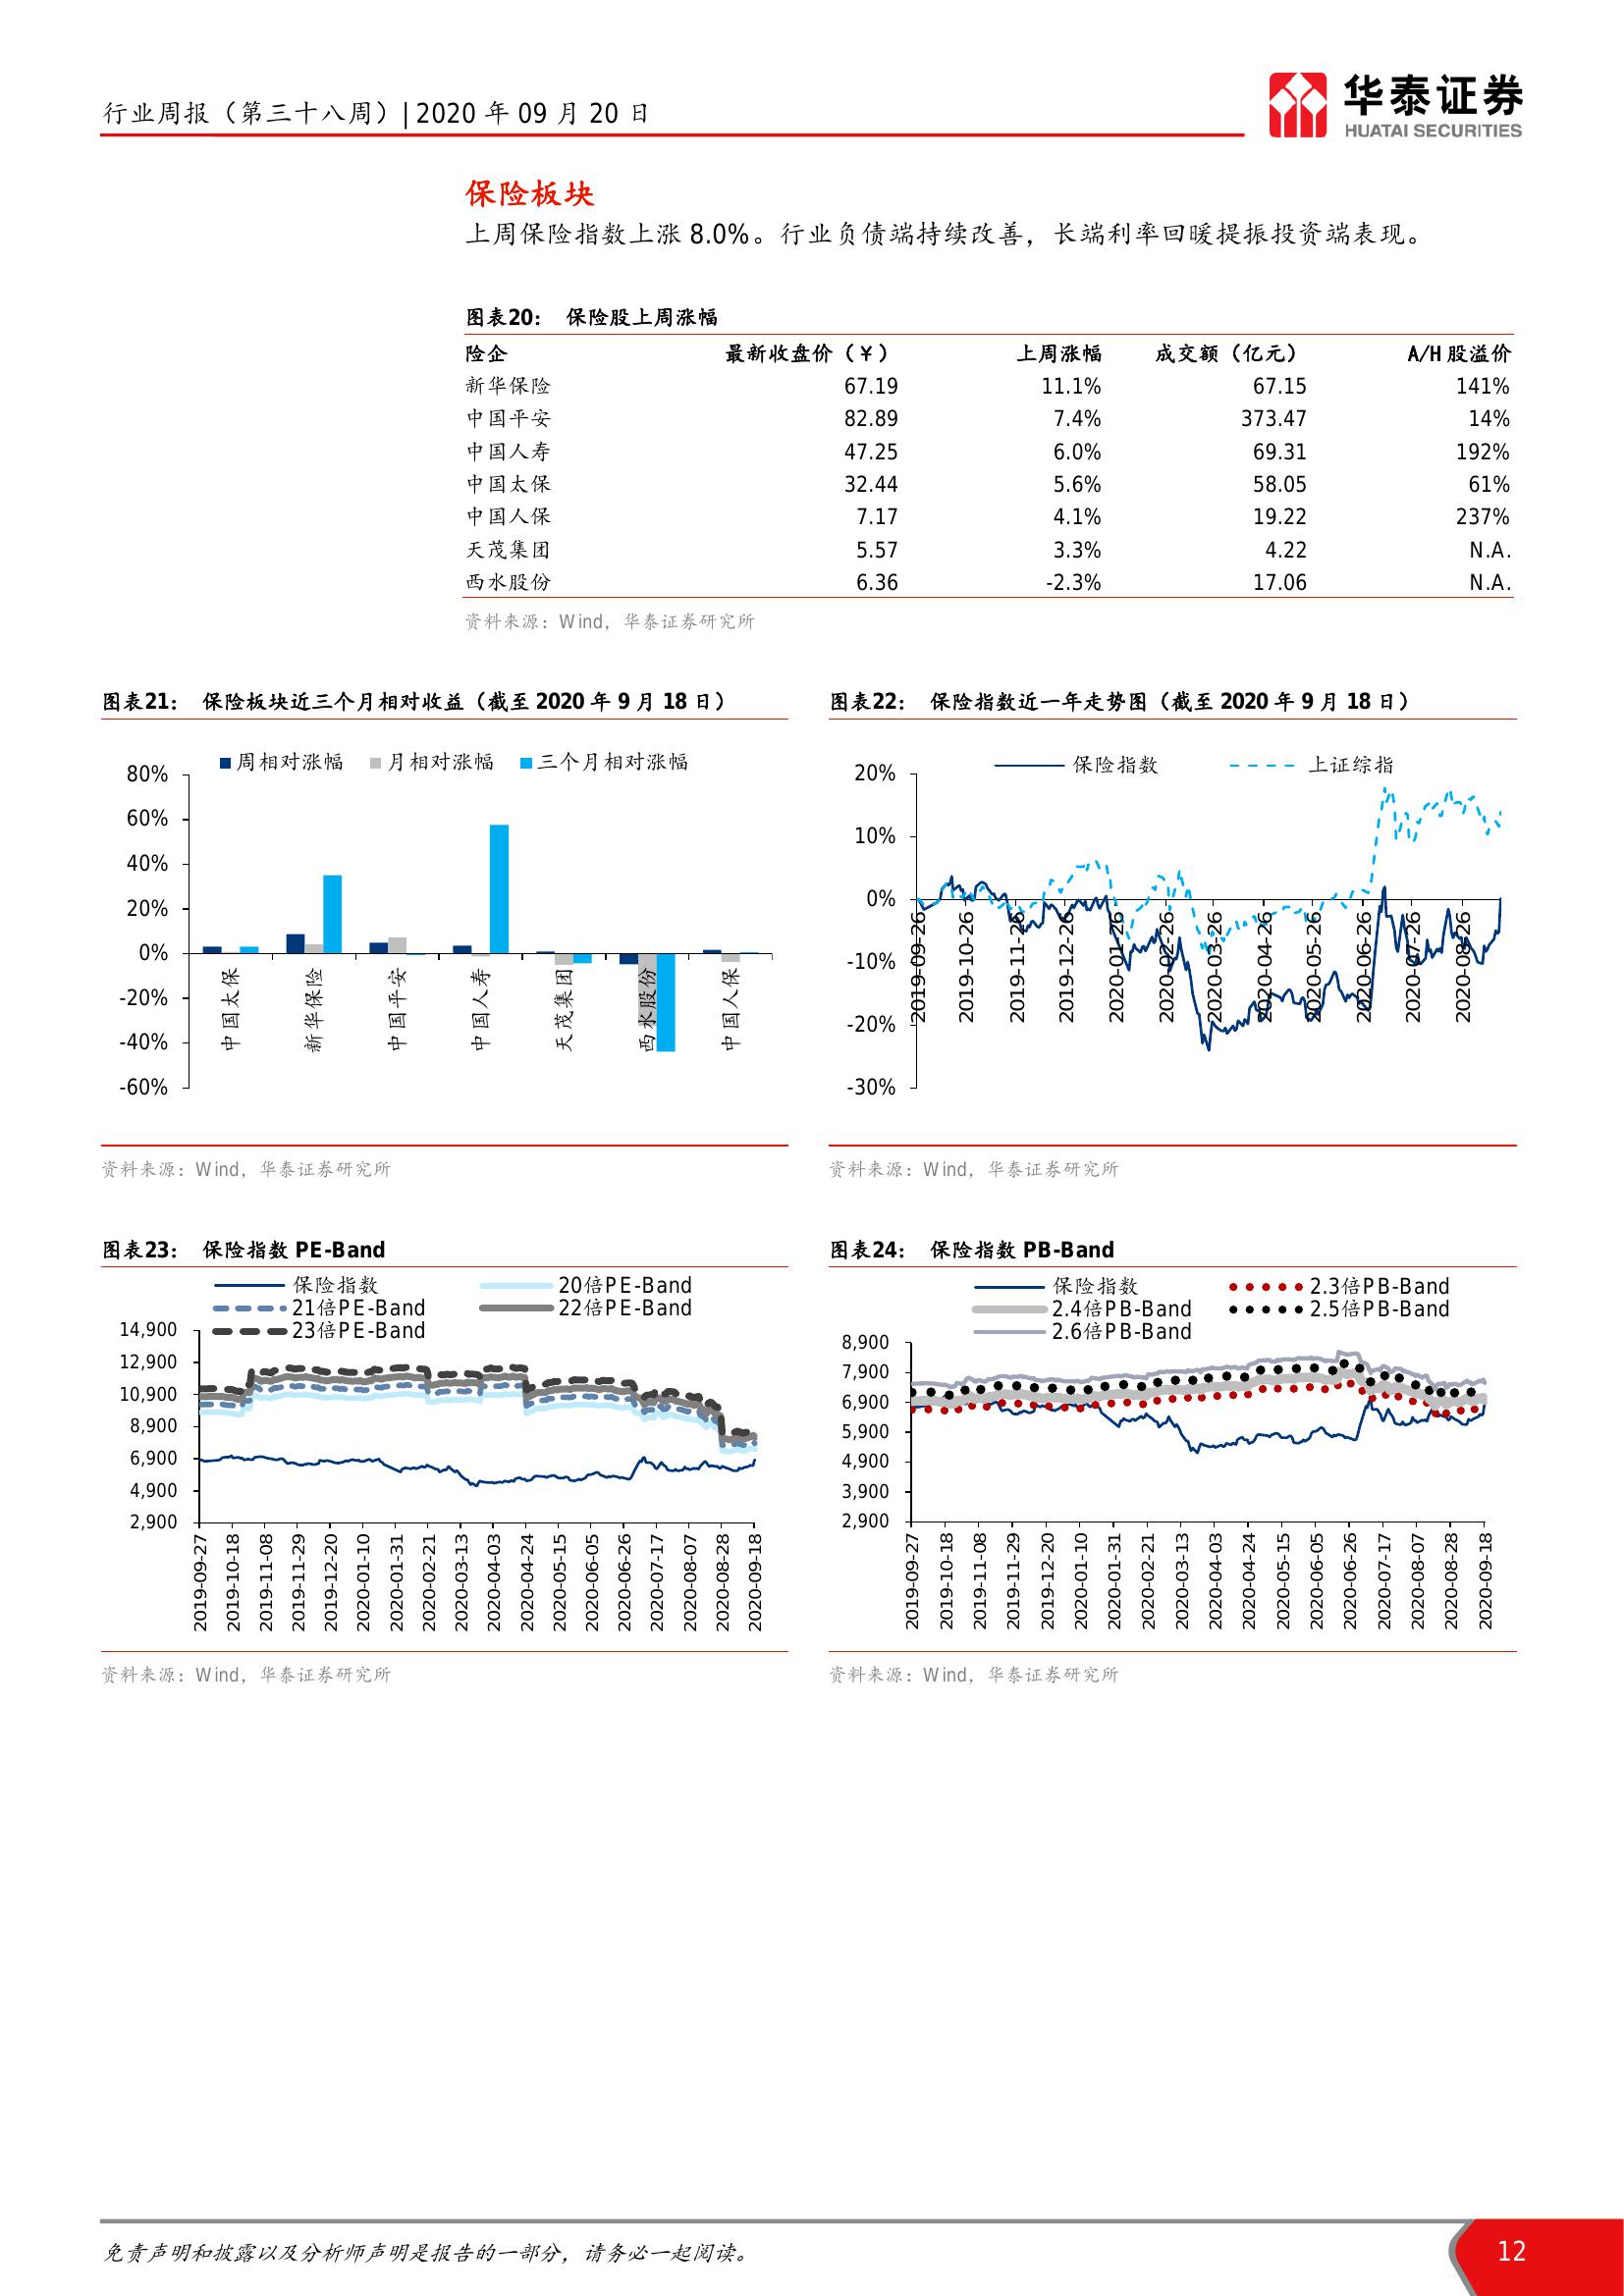 行业周报（第三十八周）| 2020 年 09 月 20 日
华泰证券
HUATAI SECURITIES
保险板块
上周保险指数上涨 8.0%。行业负债端持续改善，长端利率回暖提振投资端表现。
图表20： 保险股上周涨幅
险企 最新收盘价（¥） 上周涨幅 成交额（亿元） A/H 股溢价
新华保险 67.19 11.1% 67.15 141%
中国平安 82.89 7.4% 373.47 14%
中国人寿 47.25 6.0% 69.31 192%
中国太保 32.44 5.6% 58.05 61%
中国人保 7.17 4.1% 19.22 237%
天茂集团 5.57 3.3% 4.22 N.A.
西水股份 6.36 -2.3% 17.06 N.A.
资料来源：Wind，华泰证券研究所
图表21： 保险板块近三个月相对收益（截至 2020 年 9 月 18 日）
周相对涨幅 月相对涨幅 三个月相对涨幅
80%
60%
40%
20%
0%
-20%
-40%
-60%
中国太保
新华保险
中国平安
中国人寿
天茂集团
西水股份
中国人保
资料来源：Wind，华泰证券研究所
图表22： 保险指数近一年走势图（截至 2020 年 9 月 18 日）
保险指数 上证综指
20%
10%
0%
-10%
-20%
-30%
2019-09-26
2019-10-26
2019-11-26
2019-12-26
2020-01-26
2020-02-26
2020-03-26
2020-04-26
2020-05-26
2020-06-26
2020-07-26
2020-08-26
资料来源：Wind，华泰证券研究所
图表23： 保险指数 PE-Band
保险指数 20倍PE-Band
21倍PE-Band 22倍PE-Band
23倍PE-Band
14,900
12,900
10,900
8,900
6,900
4,900
2,900
2019-09-27
2019-10-18
2019-11-08
2019-11-29
2019-12-20
2020-01-10
2020-01-31
2020-02-21
2020-03-13
2020-04-03
2020-04-24
2020-05-15
2020-06-05
2020-06-26
2020-07-17
2020-08-07
2020-08-28
2020-09-18
资料来源：Wind，华泰证券研究所
图表24： 保险指数 PB-Band
保险指数 2.3倍PB-Band
2.4倍PB-Band 2.5倍PB-Band
2.6倍PB-Band
8,900
7,900
6,900
5,900
4,900
3,900
2,900
2019-09-27
2019-10-18
2019-11-08
2019-11-29
2019-12-20
2020-01-10
2020-01-31
2020-02-21
2020-03-13
2020-04-03
2020-04-24
2020-05-15
2020-06-05
2020-06-26
2020-07-17
2020-08-07
2020-08-28
2020-09-18
资料来源：Wind，华泰证券研究所
免责声明和披露以及分析师声明是报告的一部分，请务必一起阅读。
12